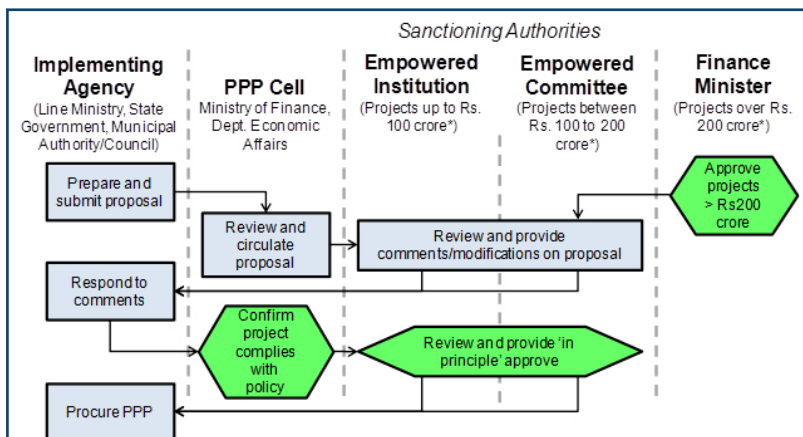 Sanctioning Authorities
Implementing
Agency
(Line Ministry, State
Government, Municipal
Authority/Council)
PPP Cell
Ministry of Finance,
Dept. Economic
Affairs
Empowered
Institution
(Projects up to Rs.
100 crore*)
Empowered
Committee
(Projects between
Rs. 100 to 200
crore*)
Finance
Minister
(Projects over Rs.
200 crore*)
Prepare and
submit proposal
Review and
circulate
proposal
Review and provide
comments/modifications on proposal
Approve
projects
> Rs200
crore
Respond to
comments
Confirm
project
complies
with
policy
Review and provide ‘in
principle’ approve
Procure PPP